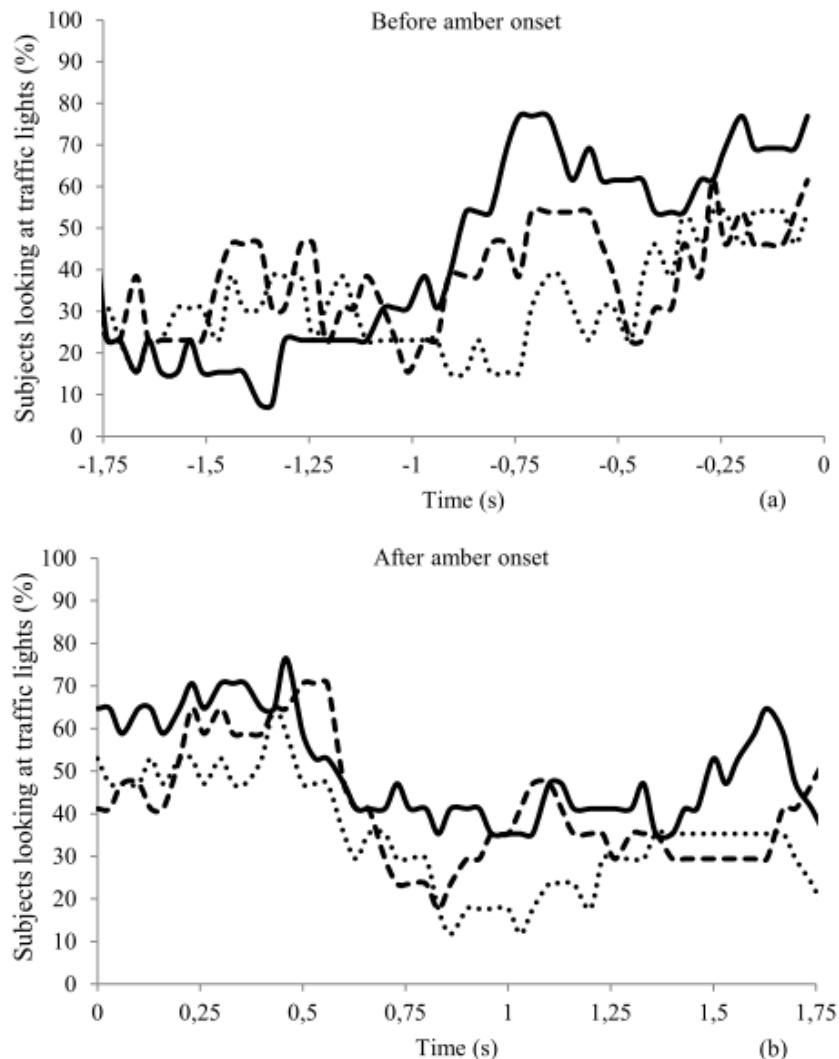 Before amber onset
Subjects looking at traffic lights (%)
100
90
80
70
60
50
40
30
20
10
0
-1,75 -1,5 -1,25 -1 -0,75 -0,5 -0,25 0
Time (s) (a)
After amber onset
Subjects looking at traffic lights (%)
100
90
80
70
60
50
40
30
20
10
0
0 0,25 0,5 0,75 1 1,25 1,5 1,75
Time (s) (b)